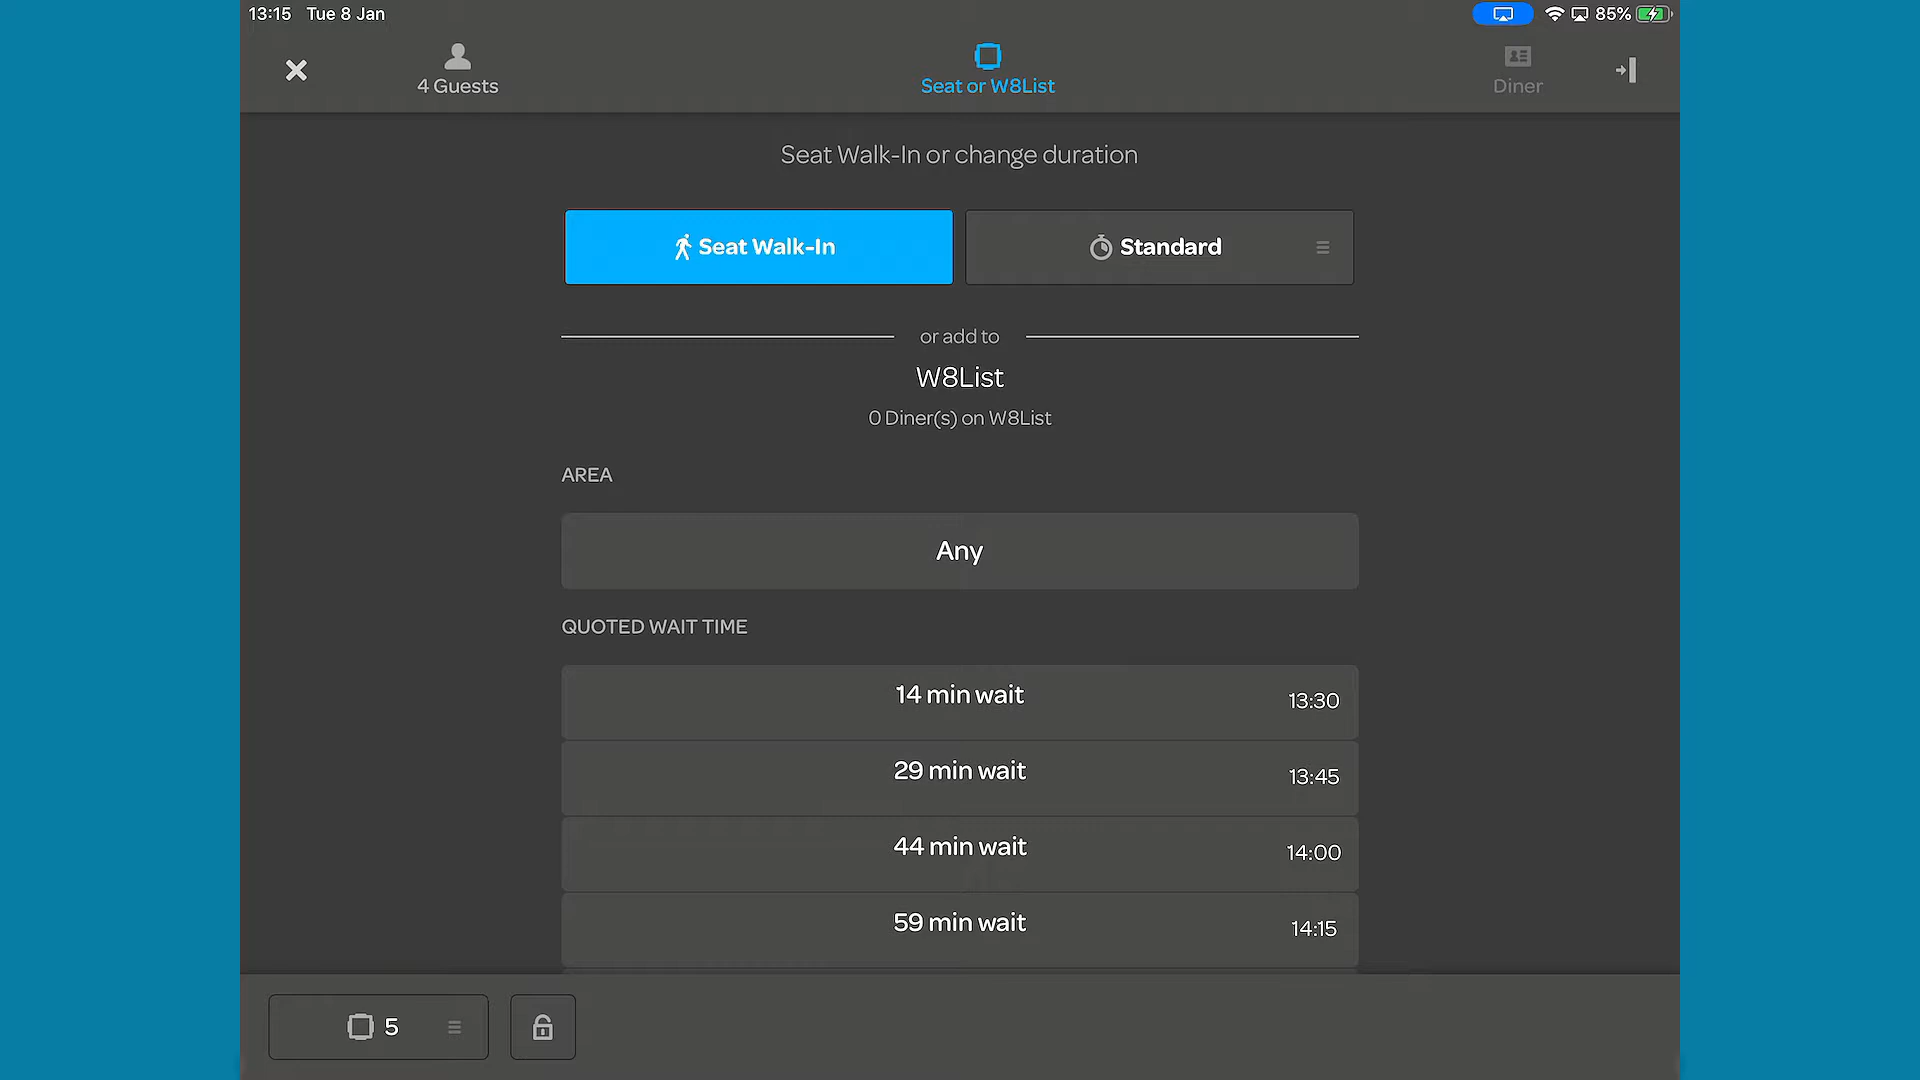 13:15 Tue 8 Jan
85%
4 Guests
Seat or W8List
Diner
Seat Walk-In or change duration
Seat Walk-In
Standard
or add to
W8List
0 Diner(s) on W8List
AREA
Any
QUOTED WAIT TIME
14 min wait 13:30
29 min wait 13:45
44 min wait 14:00
59 min wait 14:15
5